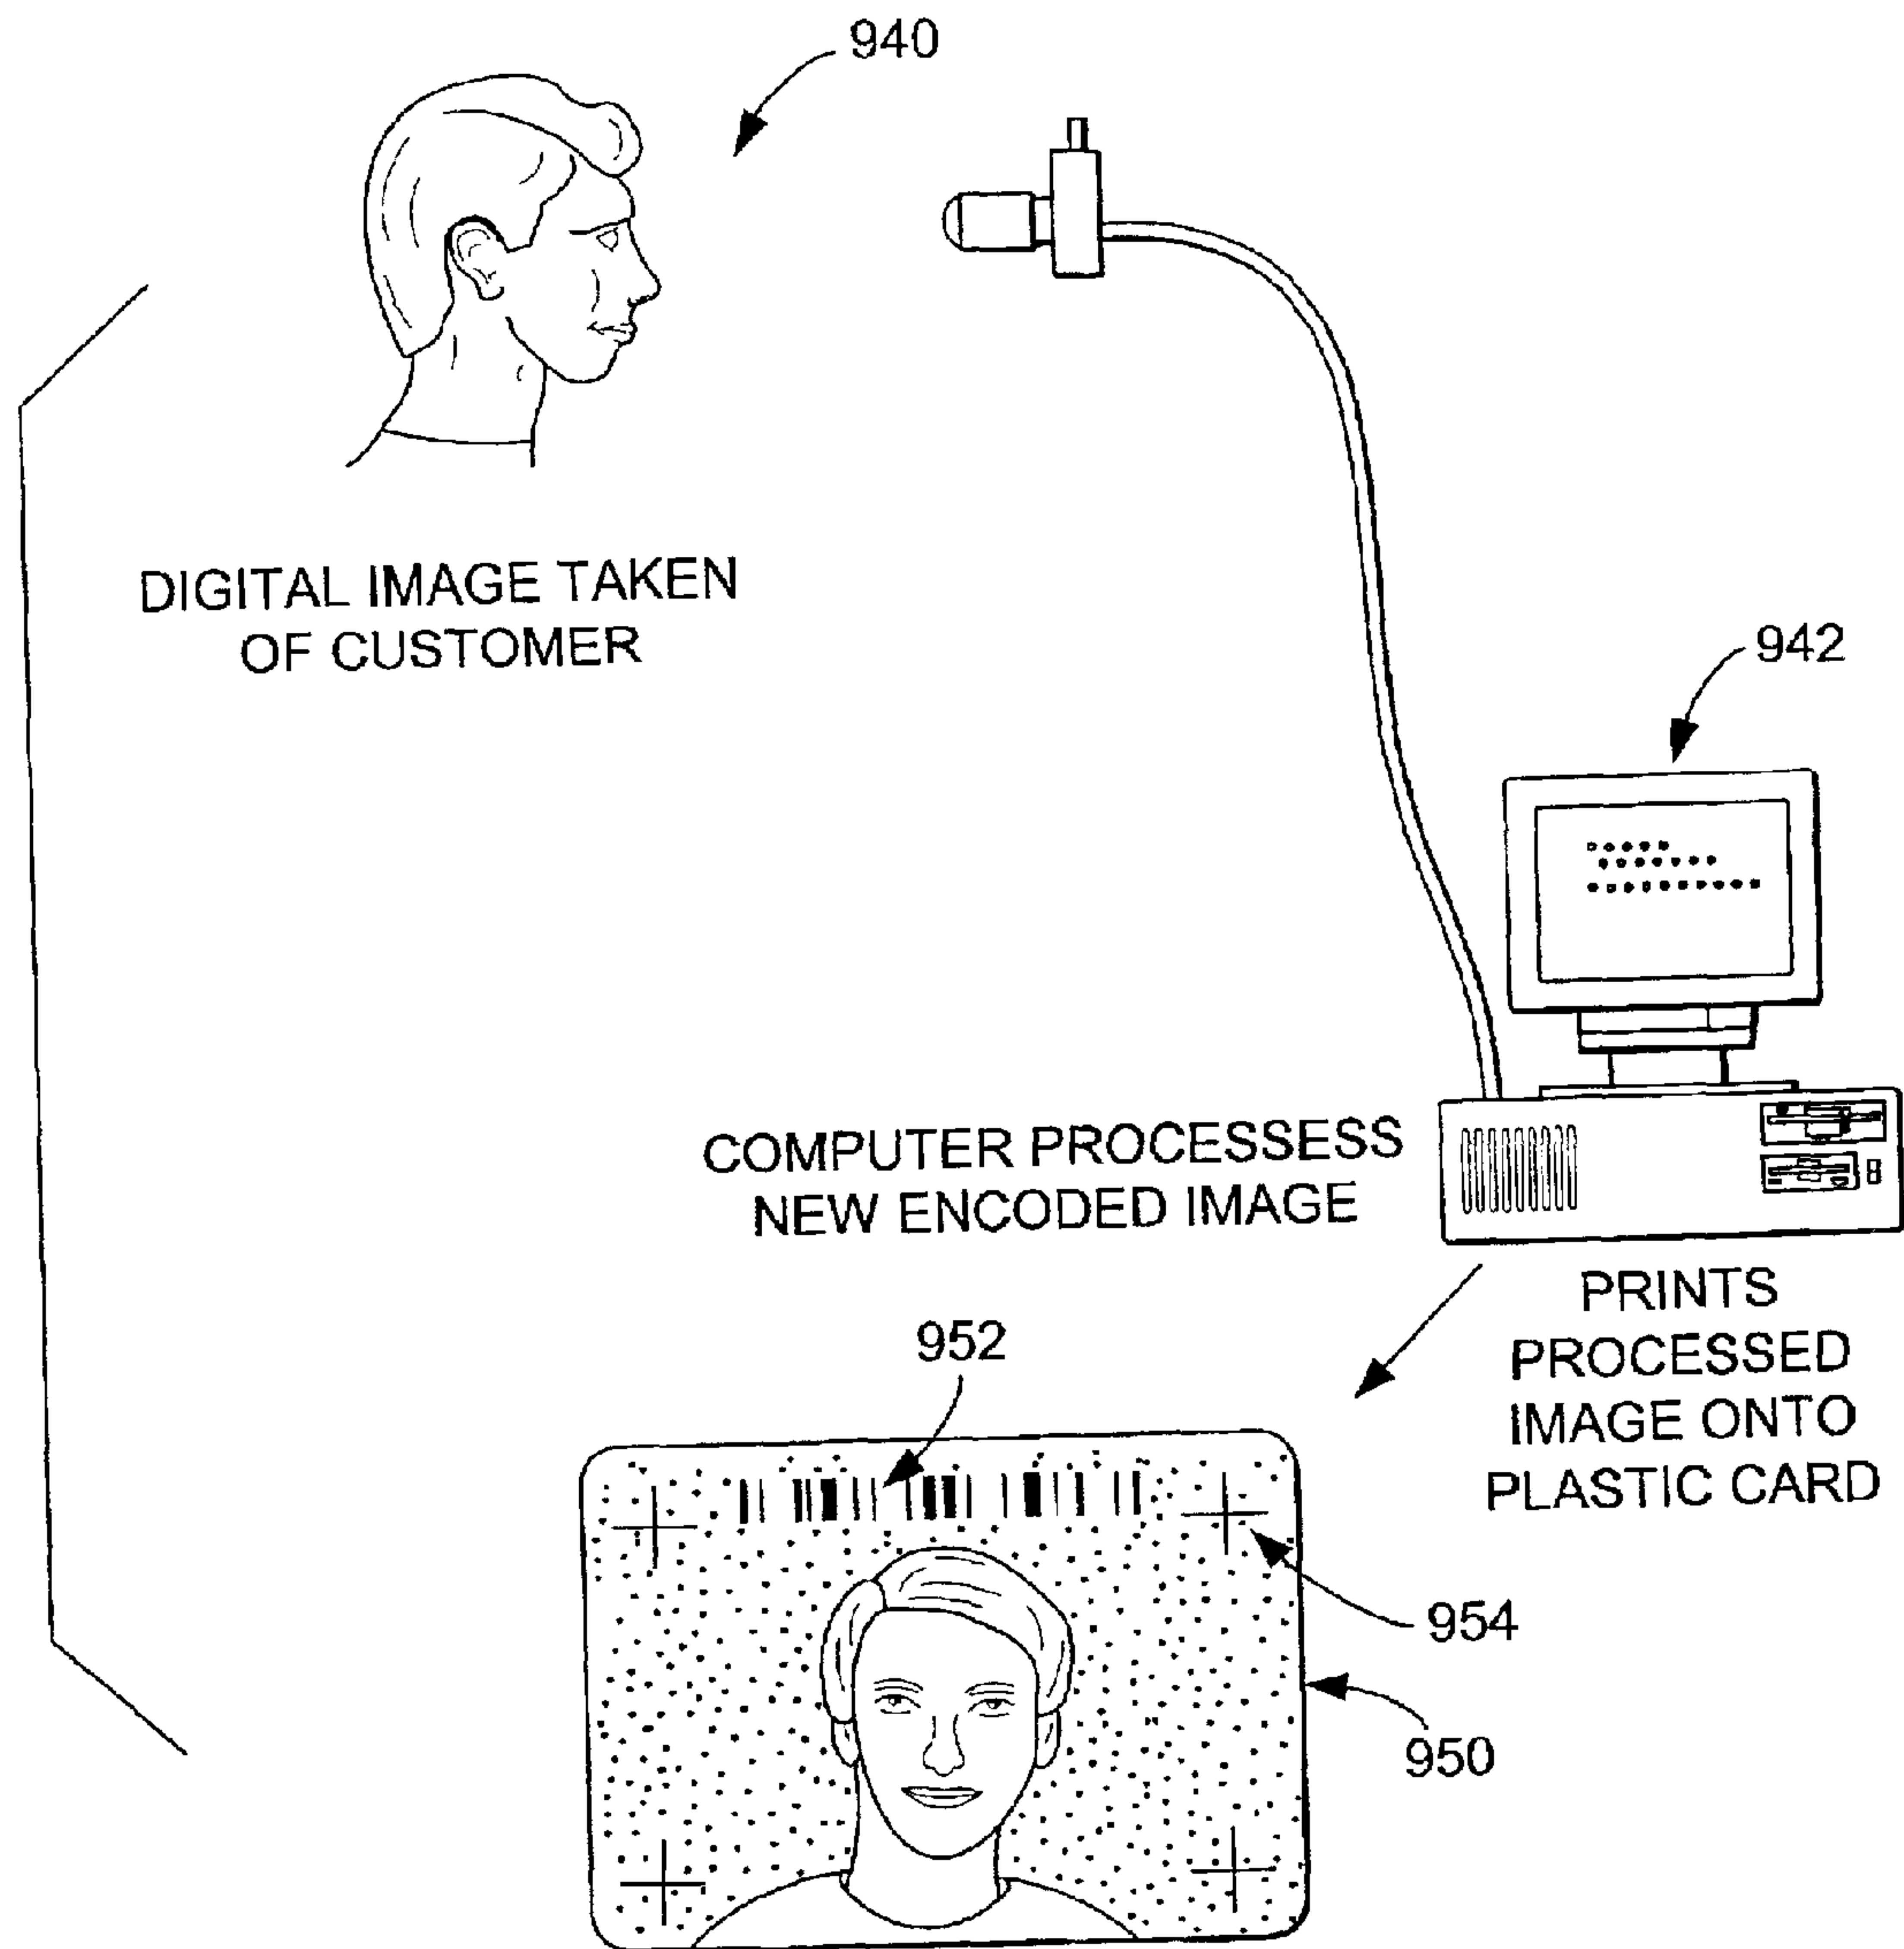 940
DIGITAL IMAGE TAKEN
OF CUSTOMER
942
COMPUTER PROCESSESS
NEW ENCODED IMAGE
PRINTS
PROCESSED
IMAGE ONTO
PLASTIC CARD
952
954
950